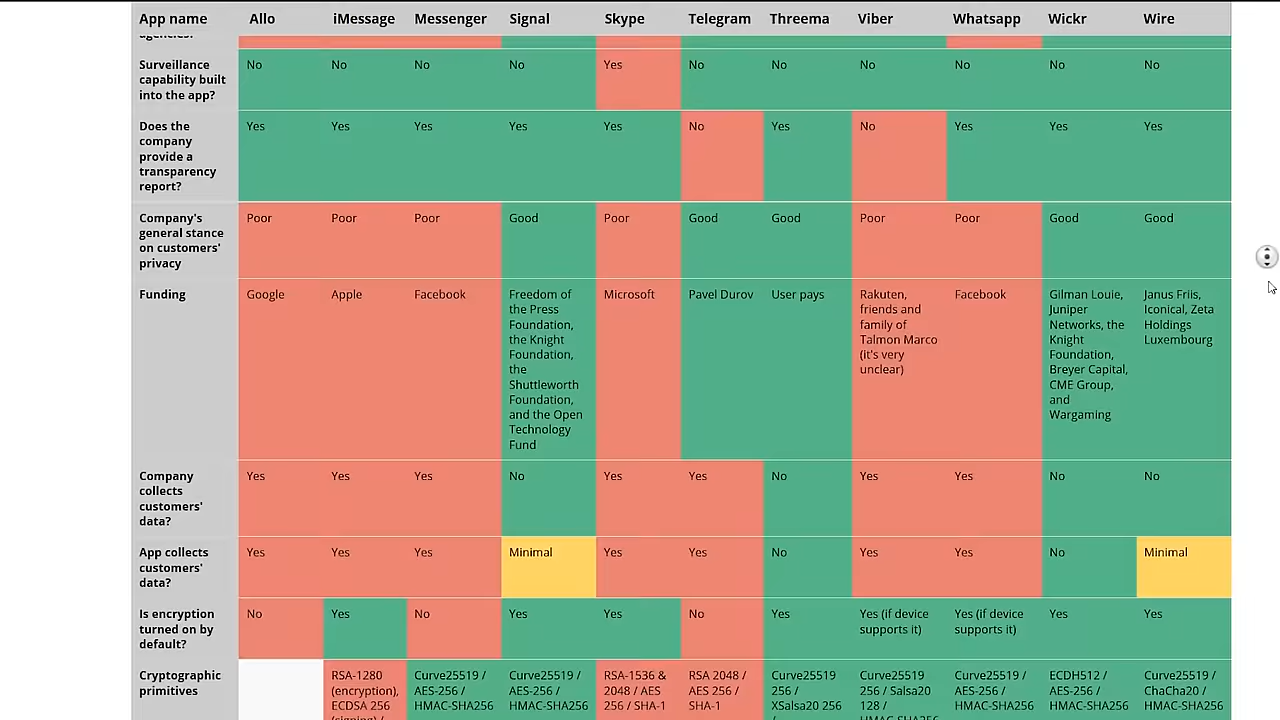 App name Allo iMessage Messenger Signal Skype Telegram Threema Viber Whatsapp Wickr Wire
agencies?
Surveillance capability built into the app? No No No No Yes No No No No No No
Does the company provide a transparency report? Yes Yes Yes Yes Yes No Yes No Yes Yes Yes
Company's general stance on customers' privacy Poor Poor Poor Good Poor Good Good Poor Poor Good Good
Funding
Google
Apple
Facebook
Freedom of
the Press
Foundation,
the Knight
Foundation,
the
Shuttleworth
Foundation,
and the Open
Technology
Fund
Microsoft
Pavel Durov
User pays
Rakuten,
friends and
family of
Talmon Marco
(it's very
unclear)
Facebook
Gilman Louie,
Juniper
Networks, the
Knight
Foundation,
Breyer Capital,
CME Group,
and
Wargaming
Janus Friis,
Iconical, Zeta
Holdings
Luxembourg
Company collects customers' data? Yes Yes Yes No Yes Yes No Yes Yes No No
App collects customers' data? Yes Yes Yes Minimal Yes Yes No Yes Yes No Minimal
Is encryption turned on by default? No Yes No Yes Yes No Yes Yes (if device supports it) Yes (if device supports it) Yes Yes
Cryptographic
primitives
RSA-1280
(encryption),
ECDSA 256
(signing) /
Curve25519 /
AES-256 /
HMAC-SHA256
Curve25519 /
AES-256 /
HMAC-SHA256
RSA-1536 &
2048 / AES
256 / SHA-1
RSA 2048 /
AES 256 /
SHA-1
Curve25519
256 /
XSalsa20 256
/
Curve25519
256 / Salsa20
128 /
HMAC-SHA256
Curve25519 /
AES-256 /
HMAC-SHA256
ECDH512 /
AES-256 /
HMAC-SHA256
Curve25519 /
ChaCha20 /
HMAC-SHA256